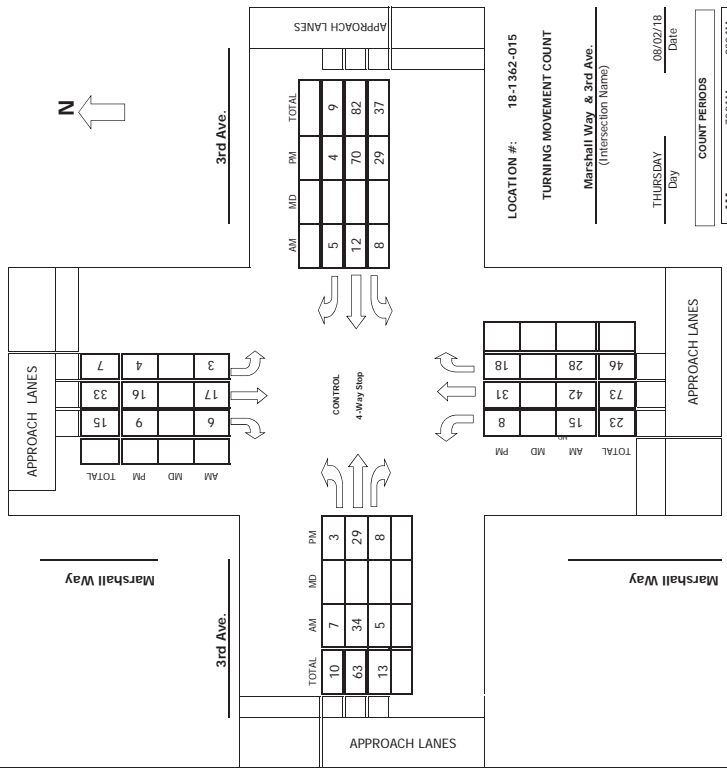 APPROACH LANES
N
3rd Ave.
AM MD PM TOTAL
5 4 9
12 70 82
8 29 37
LOCATION #: 18-1362-015
TURNING MOVEMENT COUNT
Marshall Way & 3rd Ave.
(Intersection Name)
THURSDAY 08/02/18
Day Date
COUNT PERIODS
APPROACH LANES
7 4 3
33 16 17
15 9 6
TOTAL PM MD AM
CONTROL
4-Way Stop
18 28 46
31 42 73
8 15 23
PM MD AM TOTAL
MD
APPROACH LANES
Marshall Way
Marshall Way
3rd Ave.
TOTAL AM MD PM
10 7 3
63 34 29
13 5 8
APPROACH LANES